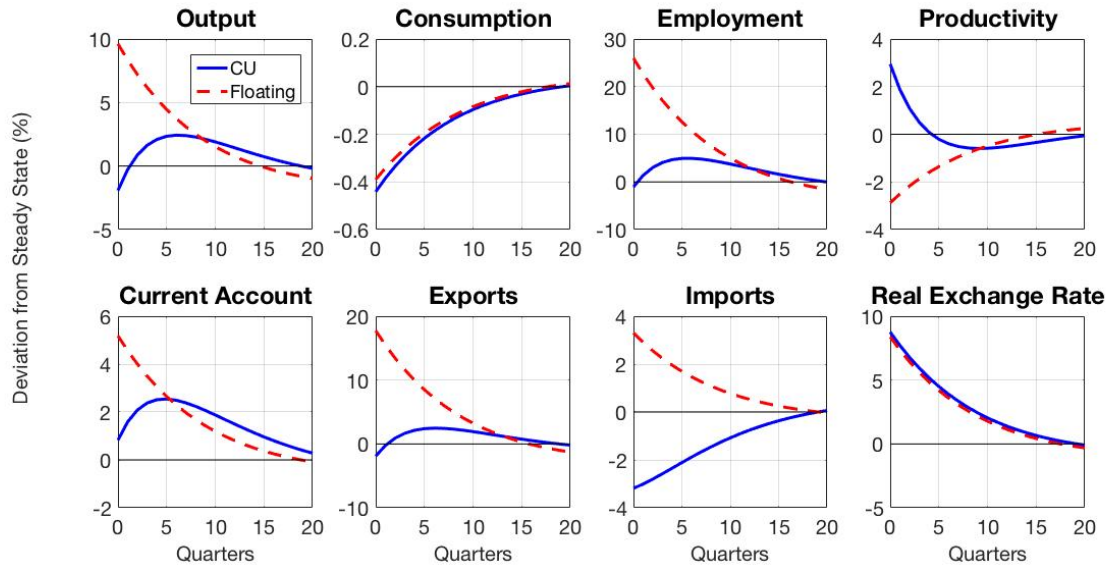 Output
Consumption
Employment
Productivity
10
5
0
-5
0 5 10 15 20
CU
Floating
0.2
0
-0.2
-0.4
-0.6
0 5 10 15 20
30
20
10
0
-10
0 5 10 15 20
4
2
0
-2
-4
0 5 10 15 20
Deviation from Steady State (%)
Current Account
Exports
Imports
Real Exchange Rate
6
4
2
0
-2
0 5 10 15 20
Quarters
20
10
0
-10
0 5 10 15 20
Quarters
4
2
0
-2
-4
0 5 10 15 20
Quarters
10
5
0
-5
0 5 10 15 20
Quarters